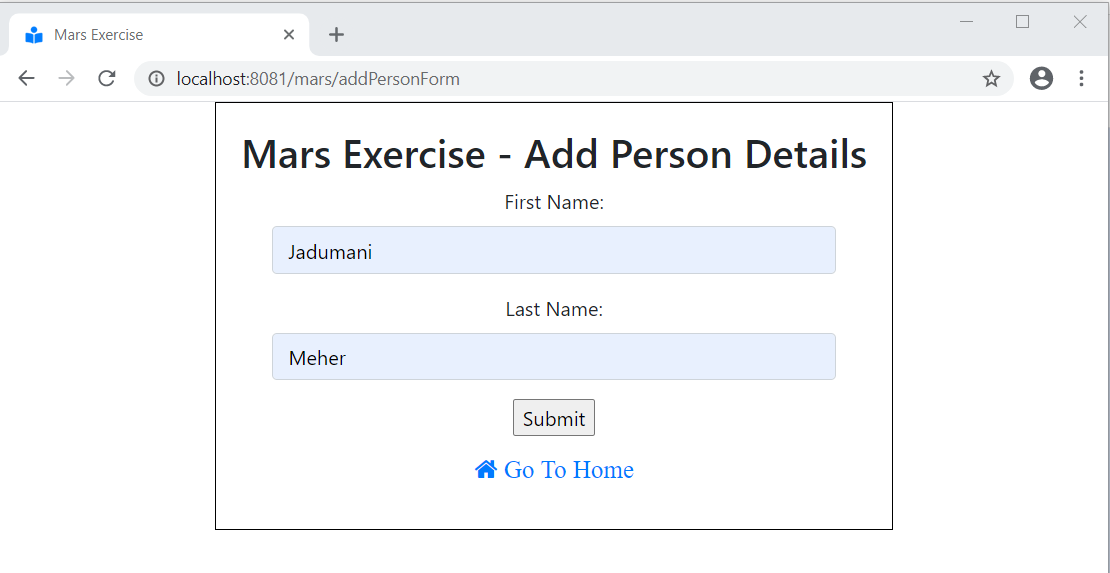 Mars Exercise
localhost:8081/mars/addPersonForm
Mars Exercise - Add Person Details
First Name:
Jadumani
Last Name:
Meher
Submit
Go To Home